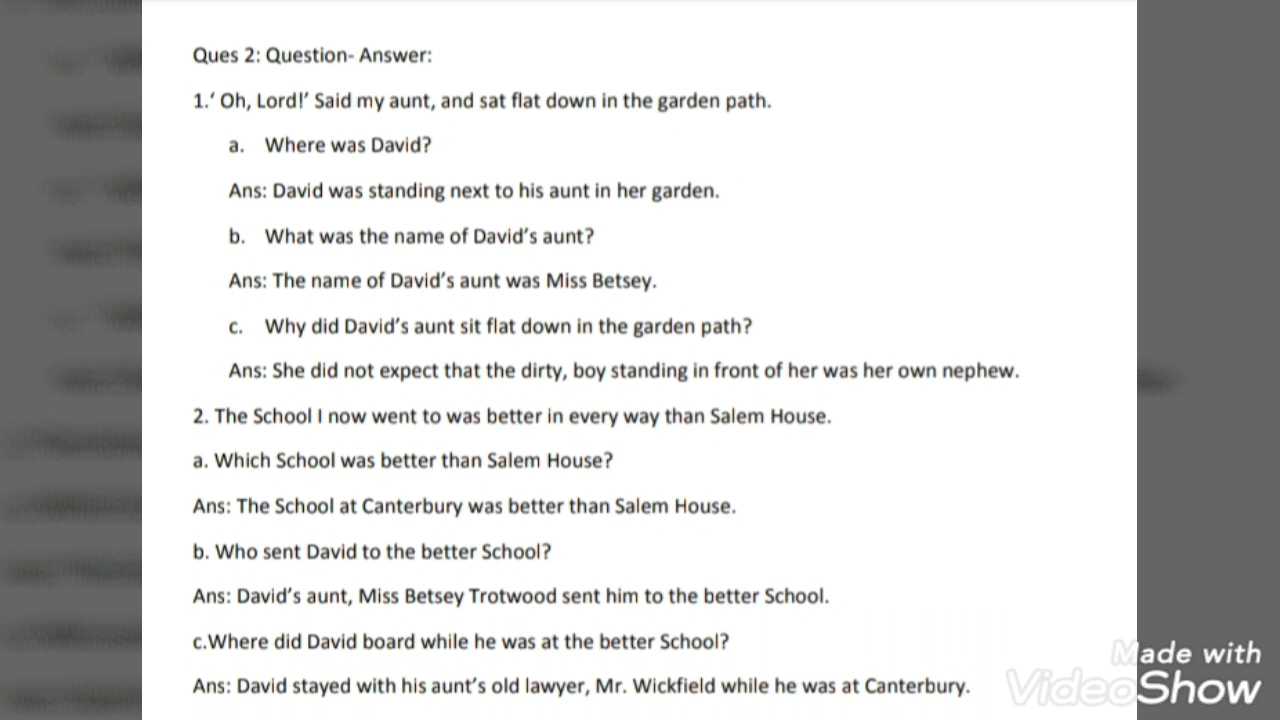 Ques 2: Question- Answer:
1.‘ Oh, Lord!’ Said my aunt, and sat flat down in the garden path.
a. Where was David?
Ans: David was standing next to his aunt in her garden.
b. What was the name of David’s aunt?
Ans: The name of David’s aunt was Miss Betsey.
c. Why did David’s aunt sit flat down in the garden path?
Ans: She did not expect that the dirty, boy standing in front of her was her own nephew.
2. The School I now went to was better in every way than Salem House.
a. Which School was better than Salem House?
Ans: The School at Canterbury was better than Salem House.
b. Who sent David to the better School?
Ans: David’s aunt, Miss Betsey Trotwood sent him to the better School.
c.Where did David board while he was at the better School?
Ans: David stayed with his aunt’s old lawyer, Mr. Wickfield while he was at Canterbury.
Made with
VideoShow